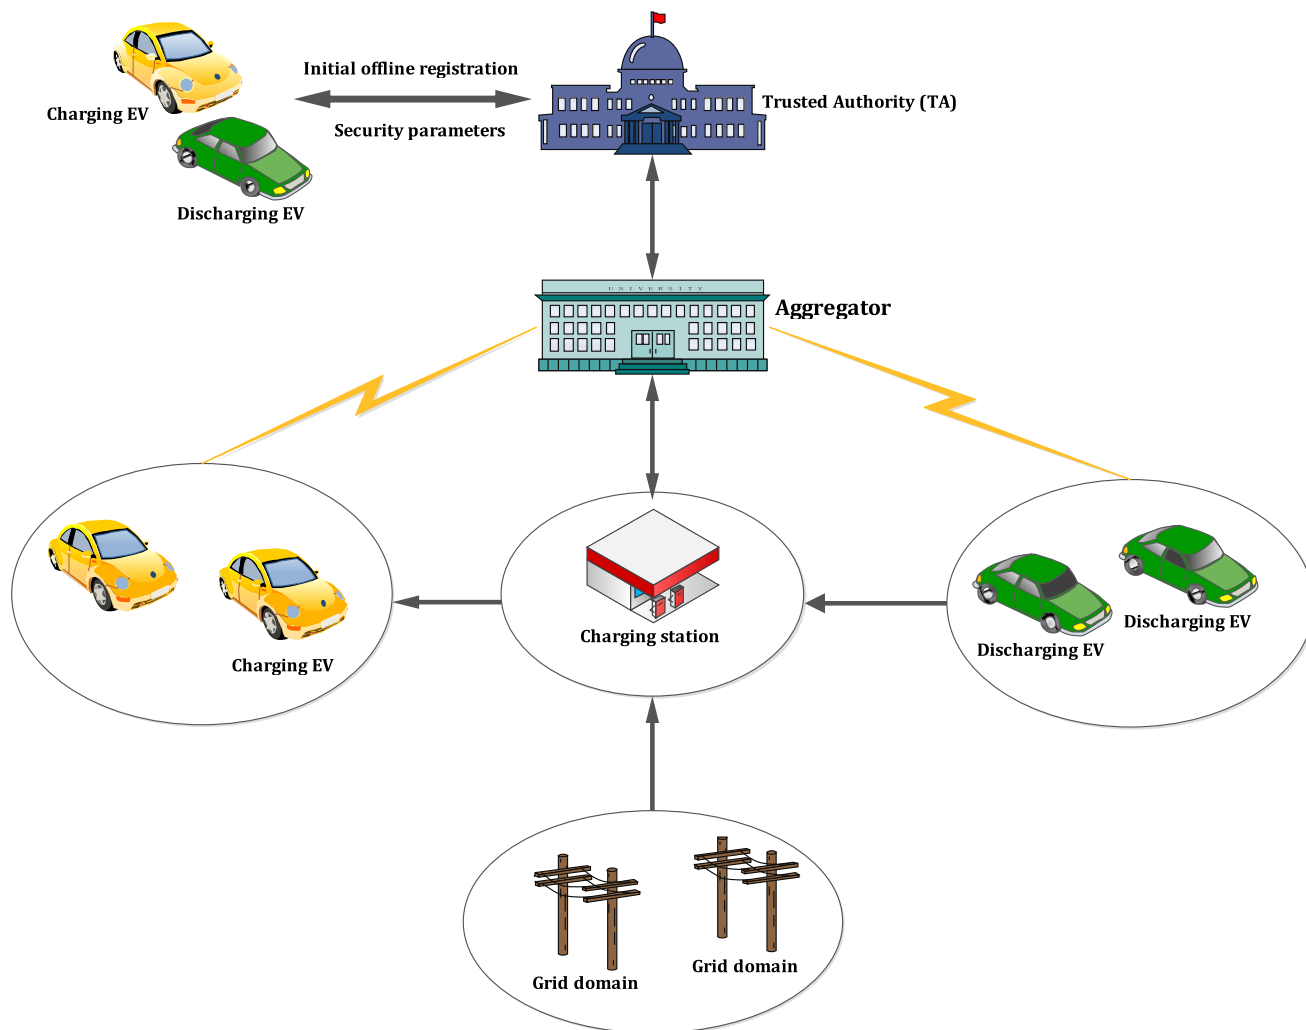 Initial offline registration
Charging EV
Trusted Authority (TA)
Security parameters
Discharging EV
UNIVERSITY
Aggregator
Charging station
Discharging EV
Discharging EV
Charging EV
Grid domain
Grid domain